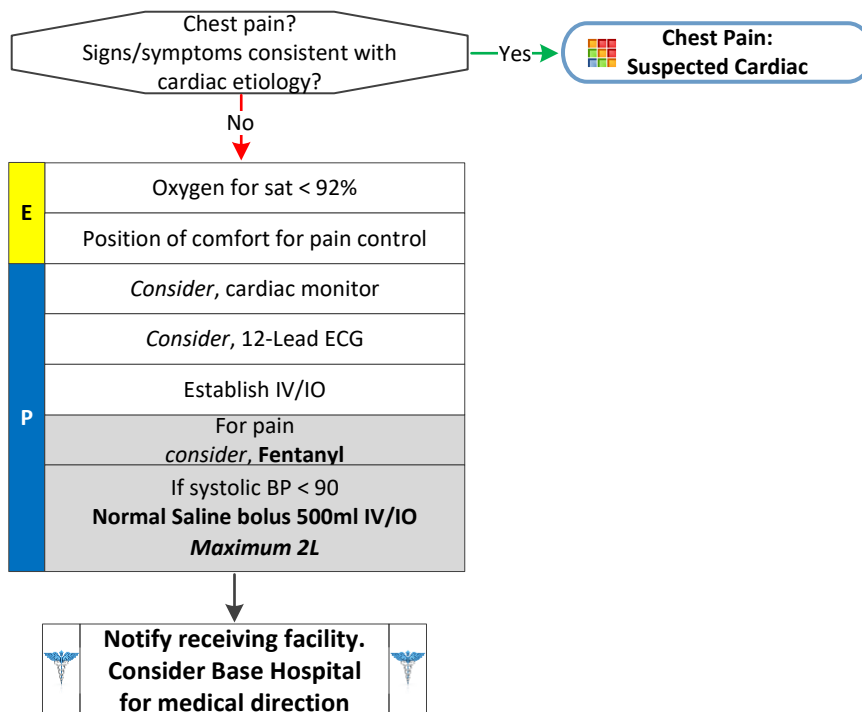 Chest pain?
Signs/symptoms consistent with
cardiac etiology?
Yes
Chest Pain:
Suspected Cardiac
No
E
Oxygen for sat < 92%
Position of comfort for pain control
P
Consider, cardiac monitor
Consider, 12-Lead ECG
Establish IV/IO
For pain
consider, Fentanyl
If systolic BP < 90
Normal Saline bolus 500ml IV/IO
Maximum 2L
Notify receiving facility.
Consider Base Hospital
for medical direction